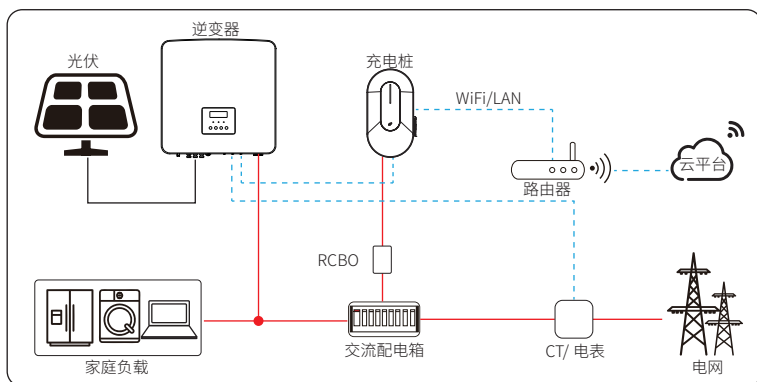 逆变器
光伏
充电桩
WiFi/LAN
云平台
路由器
RCBO
家庭负载
交流配电箱
CT/ 电表
电网